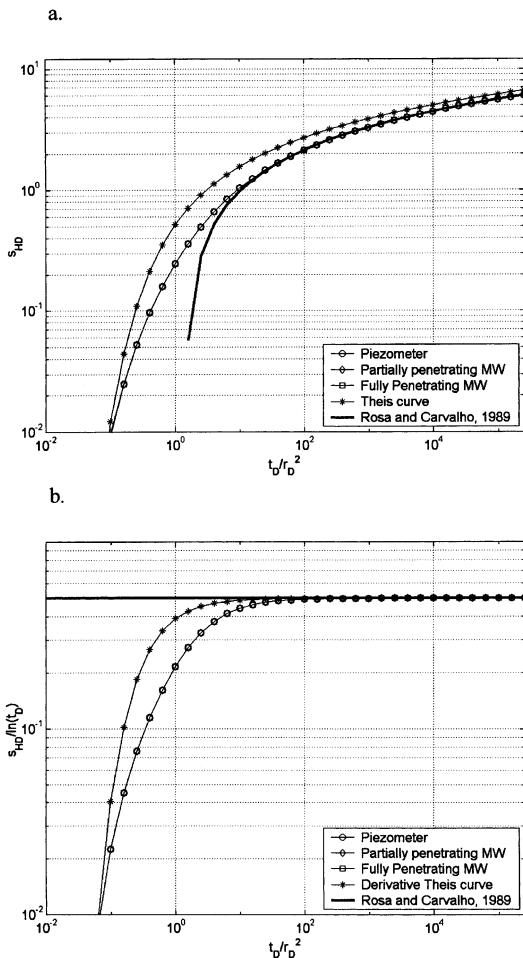 a.
10^1
10^0
10^-1
10^-2
s_HD
Piezometer
Partially penetrating MW
Fully Penetrating MW
Theis curve
Rosa and Carvalho, 1989
10^-2 10^0 10^2 10^4
t_D/r_D^2
b.
10^-1
10^-2
s_HD/ln(t_D)
Piezometer
Partially penetrating MW
Fully Penetrating MW
Derivative Theis curve
Rosa and Carvalho, 1989
10^-2 10^0 10^2 10^4
t_D/r_D^2